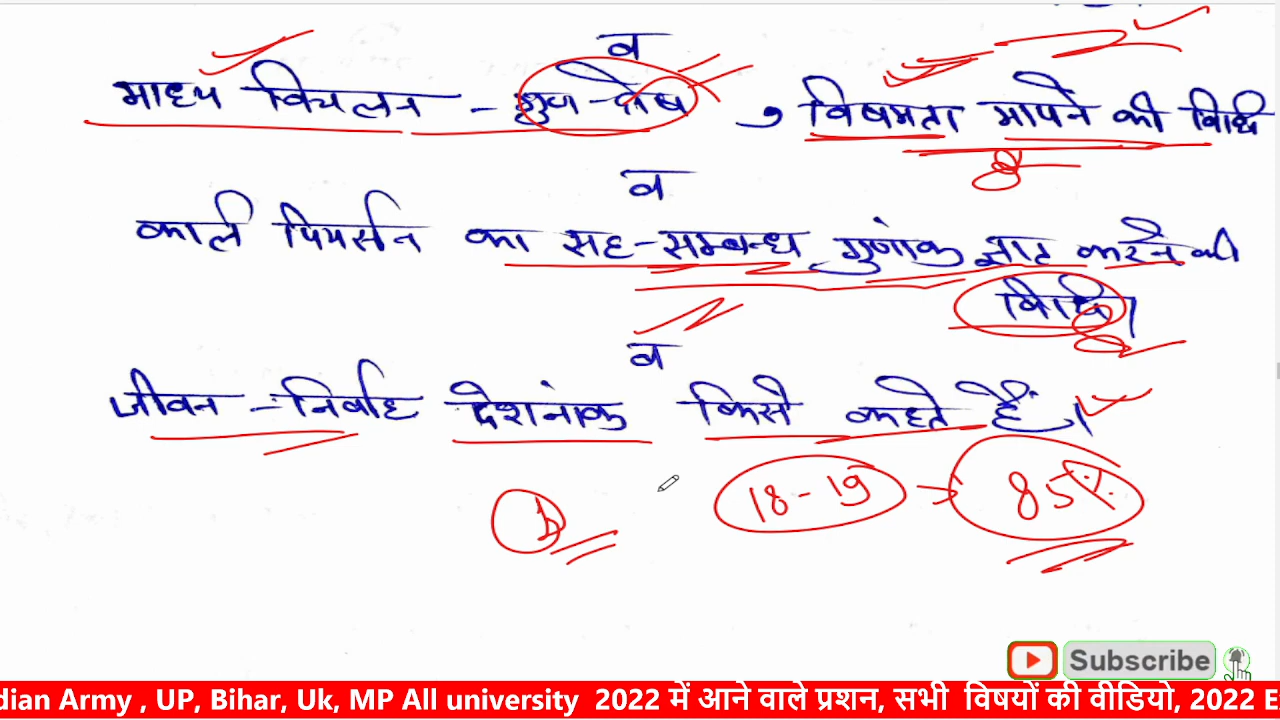 व
माध्य विचलन - गुण-दोष, विषमता मापने की विधि
व
कार्ल पियर्सन का सह-सम्बन्ध गुणांक ज्ञात करने की
विधि।
व
जीवन-निर्वाह देशनांक किसे कहते हैं।
18-19 → 85%
Subscribe
dian Army , UP, Bihar, Uk, MP All university 2022 में आने वाले प्रशन, सभी विषयों की वीडियो, 2022 E